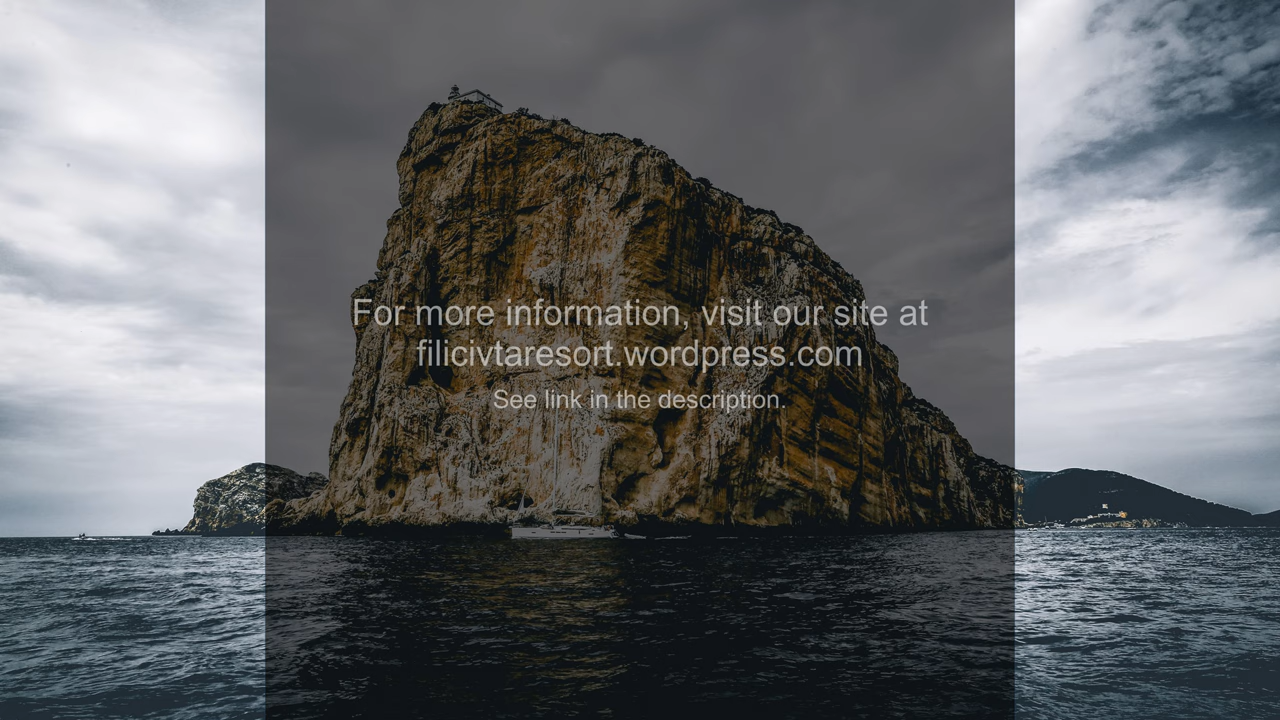 For more information, visit our site at
filicivtaresort.wordpress.com
See link in the description.